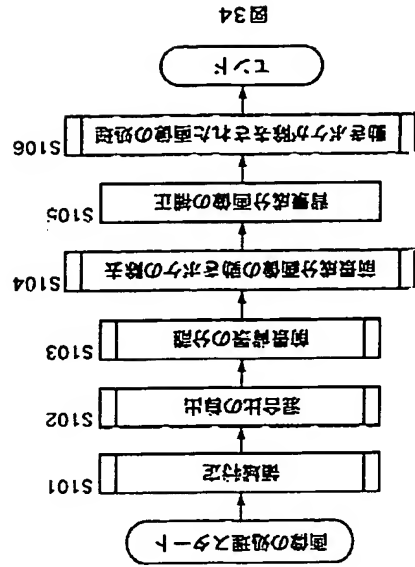 画像の処理スタート
S101
領域特定
S102
混合比の算出
S103
前景背景の分離
S104
前景成分画像の動きボケの除去
S105
背景成分画像の補正
S106
動きボケが除去された画像の処理
エンド
図34